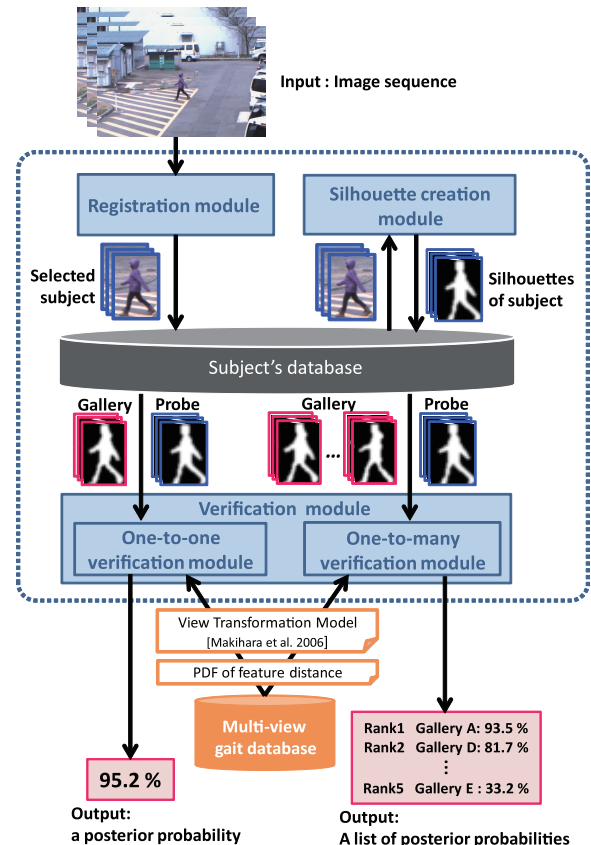 Input : Image sequence
Registration module
Silhouette creation
module
Selected
subject
Silhouettes
of subject
Subject's database
Gallery
Probe
Gallery
Probe
...
Verification module
One-to-one
verification module
One-to-many
verification module
View Transformation Model
[Makihara et al. 2006]
PDF of feature distance
Multi-view
gait database
95.2 %
Output:
a posterior probability
Rank1 Gallery A: 93.5 %
Rank2 Gallery D: 81.7 %
⋮
Rank5 Gallery E : 33.2 %
Output:
A list of posterior probabilities